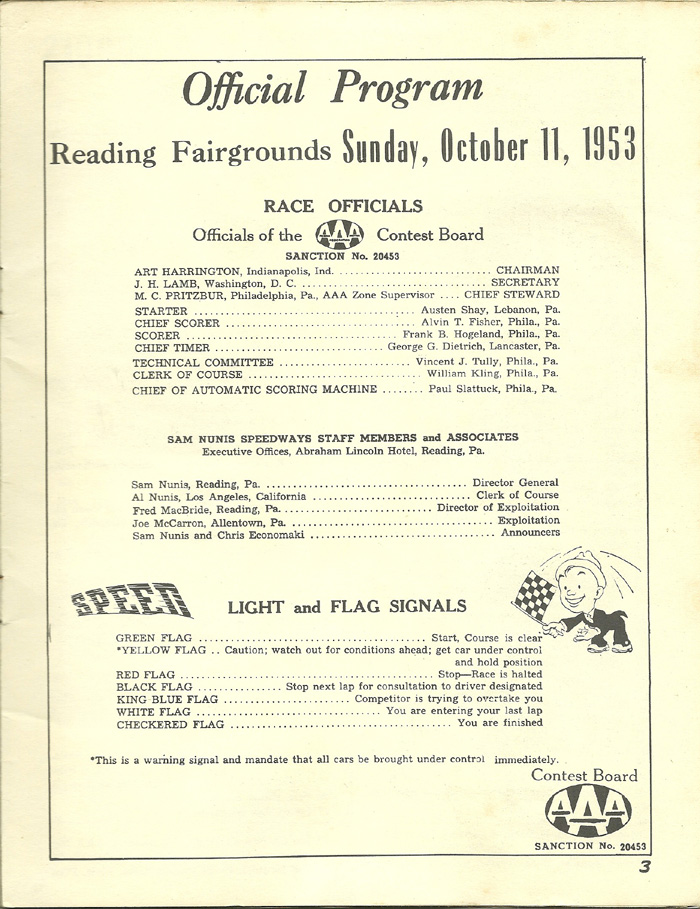 Official Program
Reading Fairgrounds Sunday, October 11, 1953
RACE OFFICIALS
Officials of the AAA Contest Board
SANCTION No. 20453
ART HARRINGTON, Indianapolis, Ind. .............................. CHAIRMAN
J. H. LAMB, Washington, D. C. .................................... SECRETARY
M. C. PRITZBUR, Philadelphia, Pa., AAA Zone Supervisor .... CHIEF STEWARD
STARTER .............................................. Austen Shay, Lebanon, Pa.
CHIEF SCORER ...................................... Alvin T. Fisher, Phila., Pa.
SCORER ............................................ Frank B. Hogeland, Phila., Pa.
CHIEF TIMER .................................. George G. Dietrich, Lancaster, Pa.
TECHNICAL COMMITTEE ........................... Vincent J. Tully, Phila., Pa.
CLERK OF COURSE ................................... William Kling, Phila., Pa.
CHIEF OF AUTOMATIC SCORING MACHINE ........ Paul Slattuck, Phila., Pa.
SAM NUNIS SPEEDWAYS STAFF MEMBERS and ASSOCIATES
Executive Offices, Abraham Lincoln Hotel, Reading, Pa.
Sam Nunis, Reading, Pa. ........................................ Director General
Al Nunis, Los Angeles, California ............................... Clerk of Course
Fred MacBride, Reading, Pa. .............................. Director of Exploitation
Joe McCarron, Allentown, Pa. ......................................... Exploitation
Sam Nunis and Chris Economaki ..................................... Announcers
SPEED
LIGHT and FLAG SIGNALS
GREEN FLAG ............................................. Start, Course is clear
*YELLOW FLAG .. Caution; watch out for conditions ahead; get car under control
and hold position
RED FLAG .................................................. Stop—Race is halted
BLACK FLAG ................ Stop next lap for consultation to driver designated
KING BLUE FLAG ......................... Competitor is trying to overtake you
WHITE FLAG ................................... You are entering your last lap
CHECKERED FLAG ........................................... You are finished
*This is a warning signal and mandate that all cars be brought under control immediately.
Contest Board
AAA
SANCTION No. 20453
3